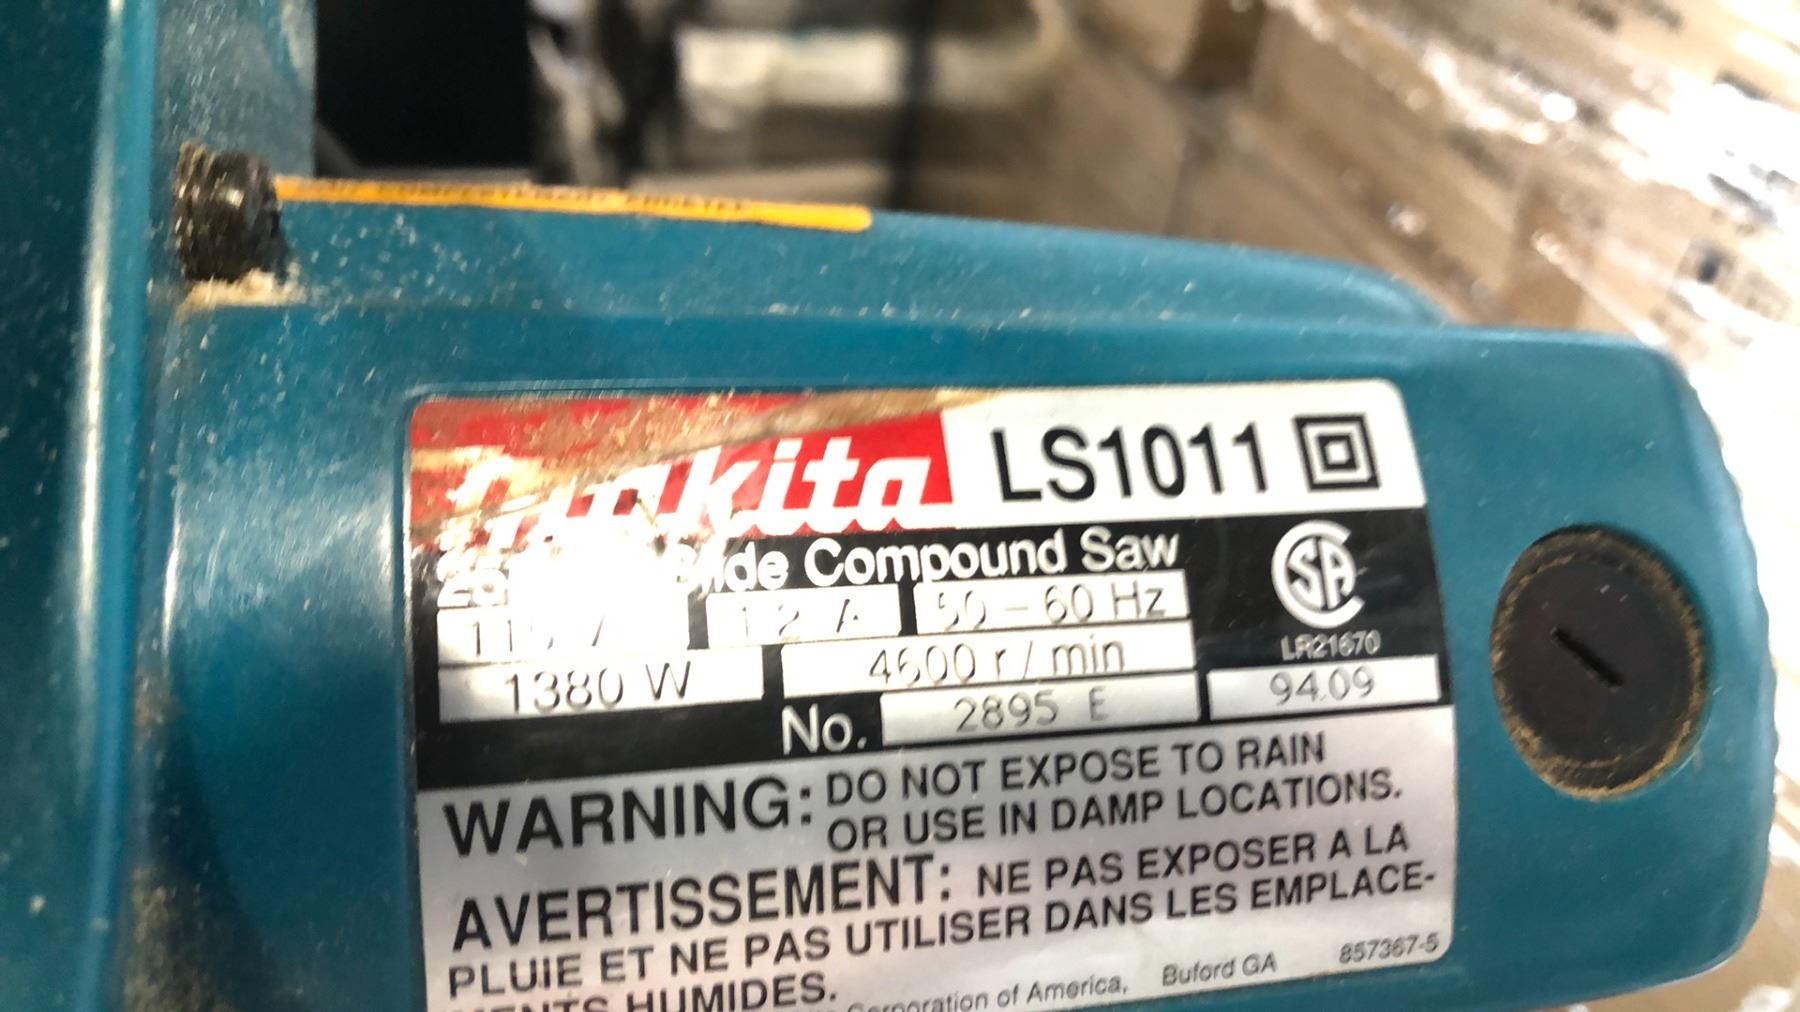 Makita LS1011
Slide Compound Saw
115 V 12 A 50 – 60 Hz
1380 W 4600 r / min
LR21670
No. 2895 E 94.09
WARNING: DO NOT EXPOSE TO RAIN
OR USE IN DAMP LOCATIONS.
AVERTISSEMENT: NE PAS EXPOSER A LA
PLUIE ET NE PAS UTILISER DANS LES EMPLACE-
MENTS HUMIDES.
Corporation of America, Buford GA 857367-5